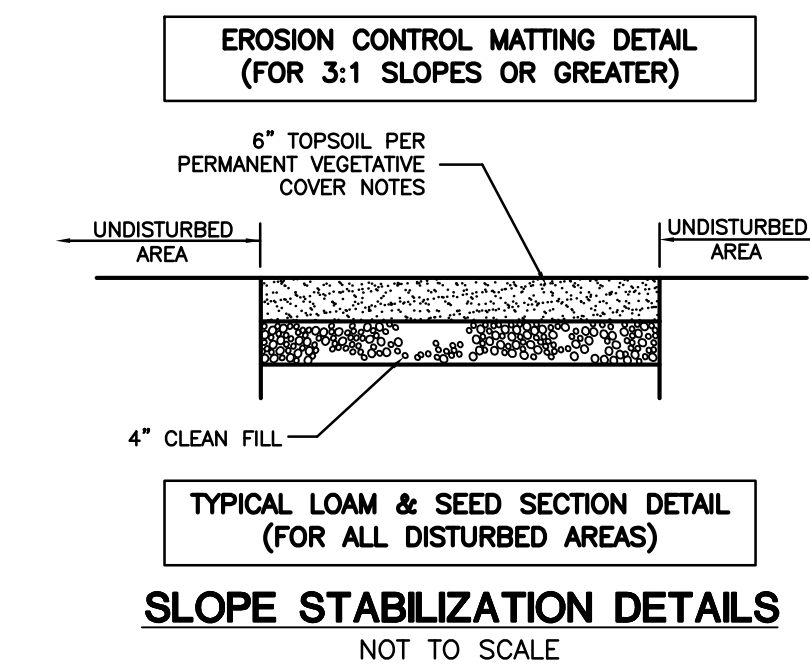 EROSION CONTROL MATTING DETAIL
(FOR 3:1 SLOPES OR GREATER)
6” TOPSOIL PER
PERMANENT VEGETATIVE
COVER NOTES
UNDISTURBED
AREA
UNDISTURBED
AREA
4” CLEAN FILL
TYPICAL LOAM & SEED SECTION DETAIL
(FOR ALL DISTURBED AREAS)
SLOPE STABILIZATION DETAILS
NOT TO SCALE